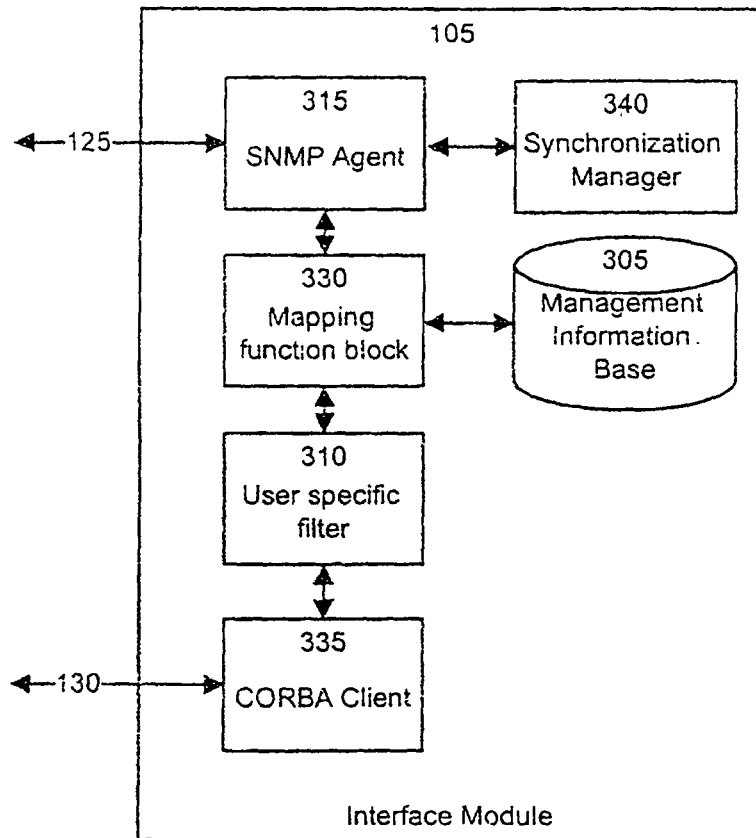 105
315
SNMP Agent
340
Synchronization
Manager
125
330
Mapping
function block
305
Management
Information.
Base
310
User specific
filter
335
CORBA Client
130
Interface Module